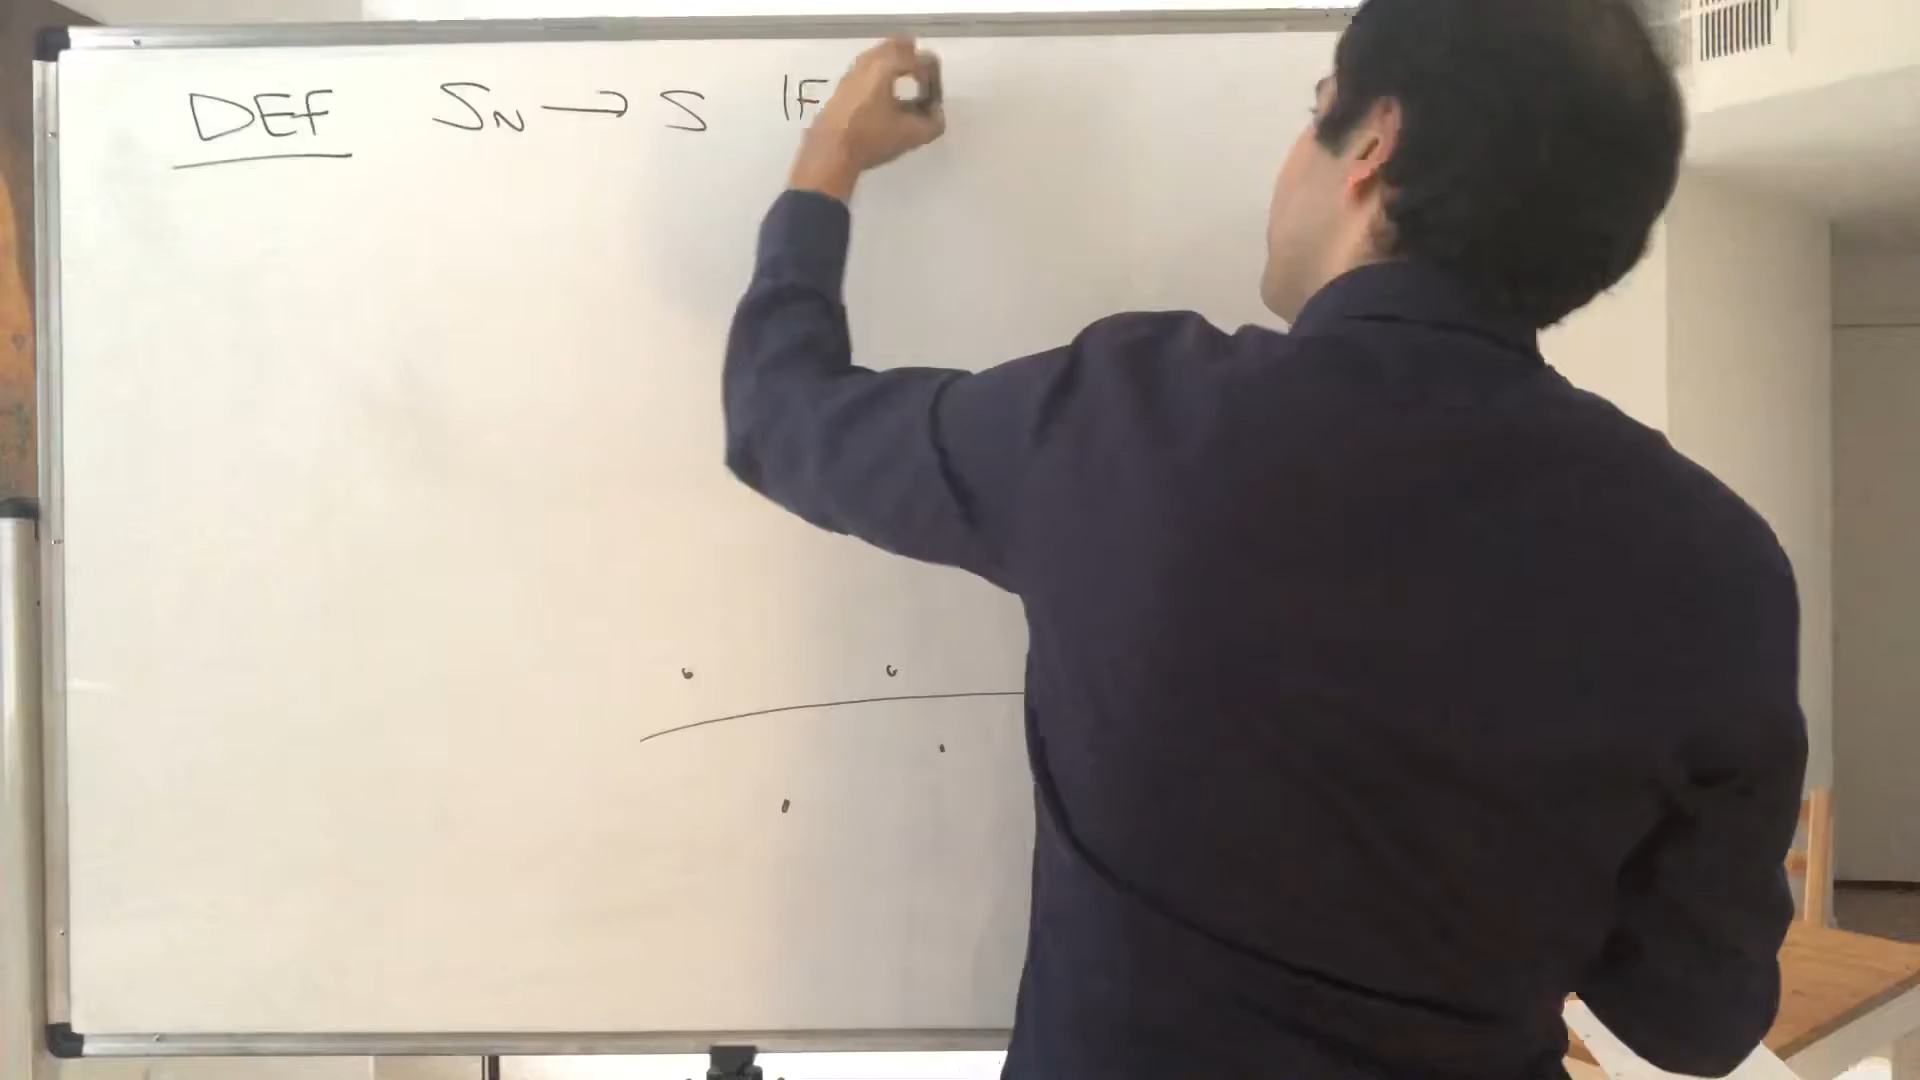 DEF SN → S IF